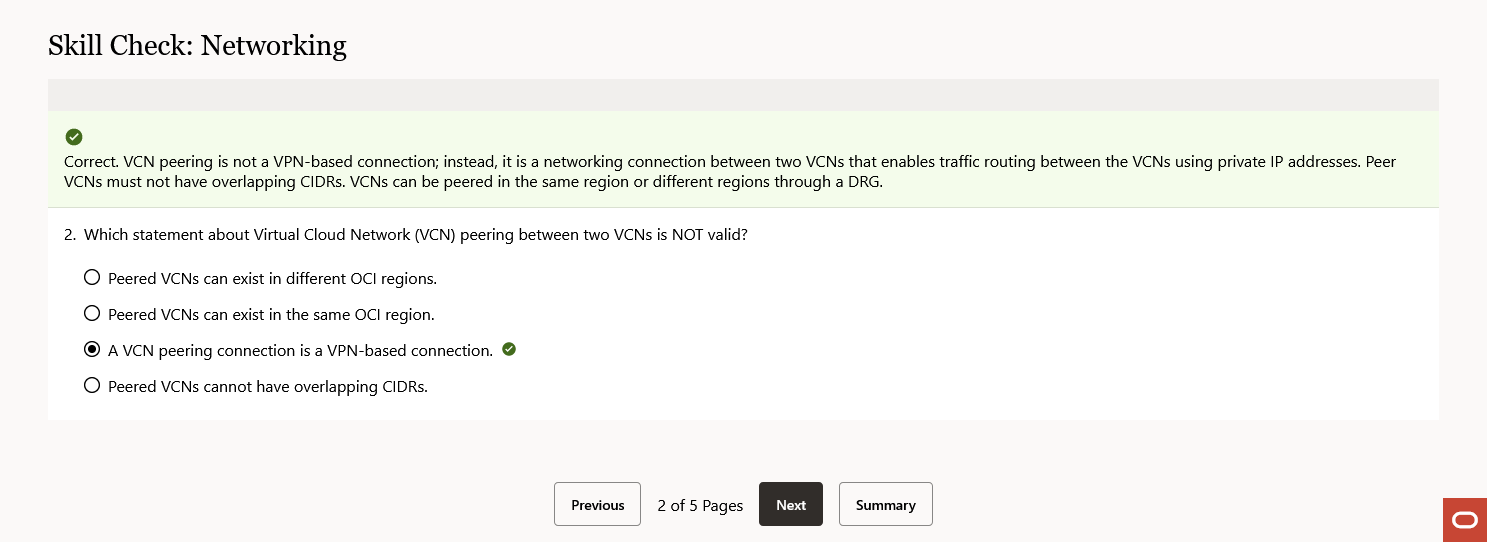 Skill Check: Networking
Correct. VCN peering is not a VPN-based connection; instead, it is a networking connection between two VCNs that enables traffic routing between the VCNs using private IP addresses. Peer
VCNs must not have overlapping CIDRs. VCNs can be peered in the same region or different regions through a DRG.
2. Which statement about Virtual Cloud Network (VCN) peering between two VCNs is NOT valid?
Peered VCNs can exist in different OCI regions.
Peered VCNs can exist in the same OCI region.
A VCN peering connection is a VPN-based connection.
Peered VCNs cannot have overlapping CIDRs.
Previous 2 of 5 Pages Next Summary